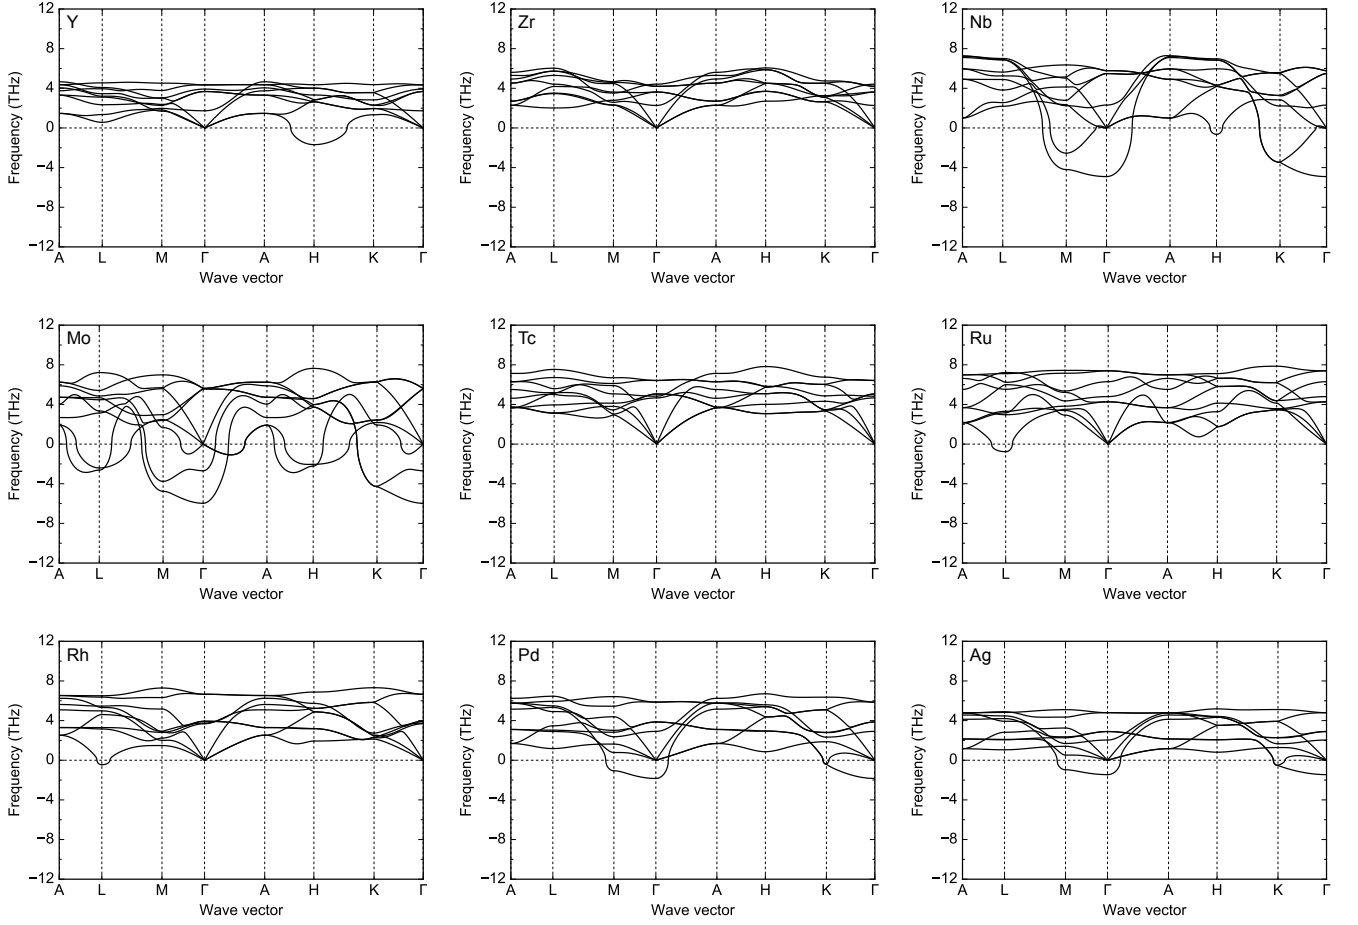 Y
12
8
4
0
−4
−8
−12
Frequency (THz)
A L M Γ A H K Γ
Wave vector
Zr
12
8
4
0
−4
−8
−12
Frequency (THz)
A L M Γ A H K Γ
Wave vector
Nb
12
8
4
0
−4
−8
−12
Frequency (THz)
A L M Γ A H K Γ
Wave vector
Mo
12
8
4
0
−4
−8
−12
Frequency (THz)
A L M Γ A H K Γ
Wave vector
Tc
12
8
4
0
−4
−8
−12
Frequency (THz)
A L M Γ A H K Γ
Wave vector
Ru
12
8
4
0
−4
−8
−12
Frequency (THz)
A L M Γ A H K Γ
Wave vector
Rh
12
8
4
0
−4
−8
−12
Frequency (THz)
A L M Γ A H K Γ
Wave vector
Pd
12
8
4
0
−4
−8
−12
Frequency (THz)
A L M Γ A H K Γ
Wave vector
Ag
12
8
4
0
−4
−8
−12
Frequency (THz)
A L M Γ A H K Γ
Wave vector